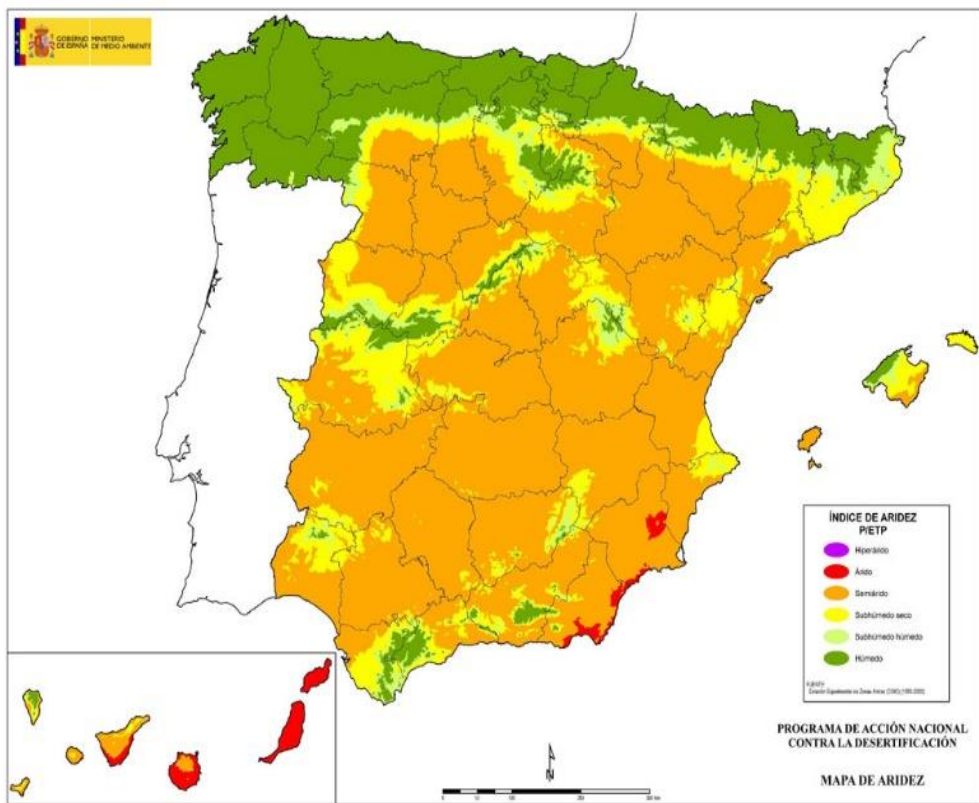 GOBIERNO MINISTERIO
DE ESPAÑA DE MEDIO AMBIENTE
ÍNDICE DE ARIDEZ
P/ETP
Hiperárido
Árido
Semiárido
Subhúmedo seco
Subhúmedo húmedo
Húmedo
PROGRAMA DE ACCIÓN NACIONAL
CONTRA LA DESERTIFICACIÓN
MAPA DE ARIDEZ
N